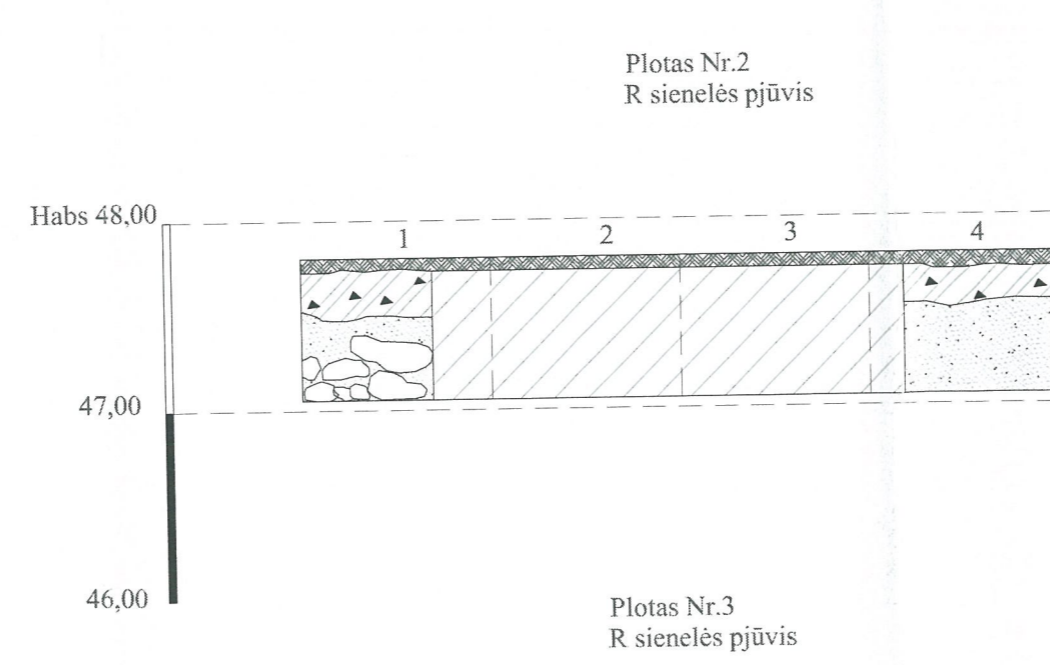 Plotas Nr.2
R sienelės pjūvis
Habs 48,00
1 2 3 4
47,00
46,00
Plotas Nr.3
R sienelės pjūvis